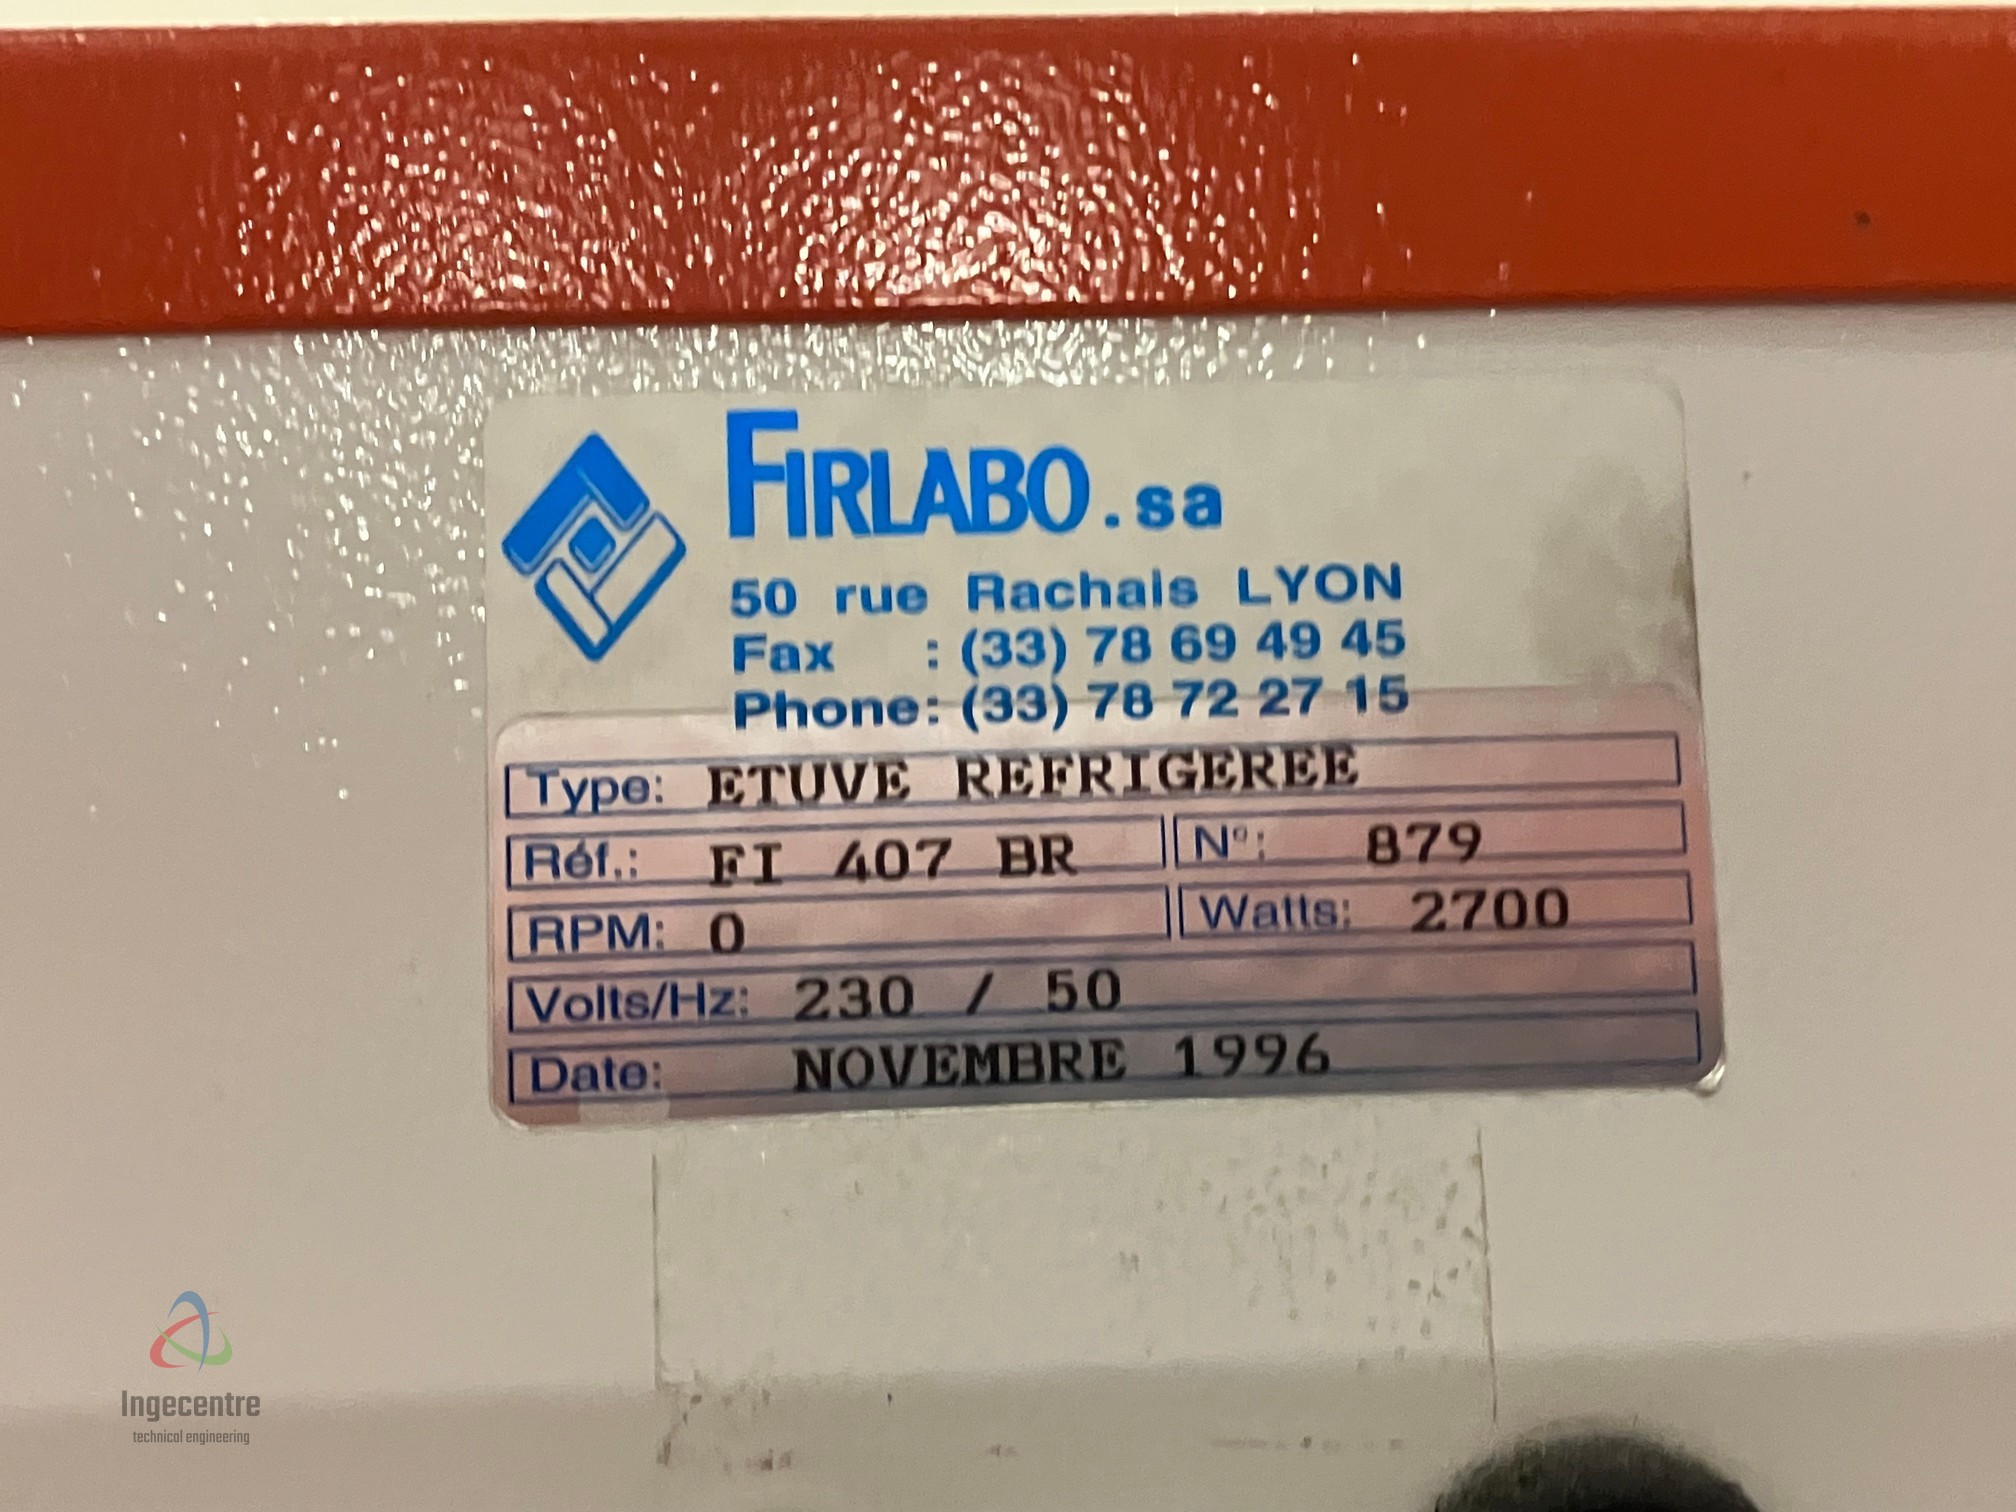 FIRLABO.sa
50 rue Rachais LYON
Fax : (33) 78 69 49 45
Phone: (33) 78 72 27 15
Type: ETUVE REFRIGEREE
Réf.: FI 407 BR N°: 879
RPM: 0 Watts: 2700
Volts/Hz: 230 / 50
Date: NOVEMBRE 1996
Ingecentre
technical engineering